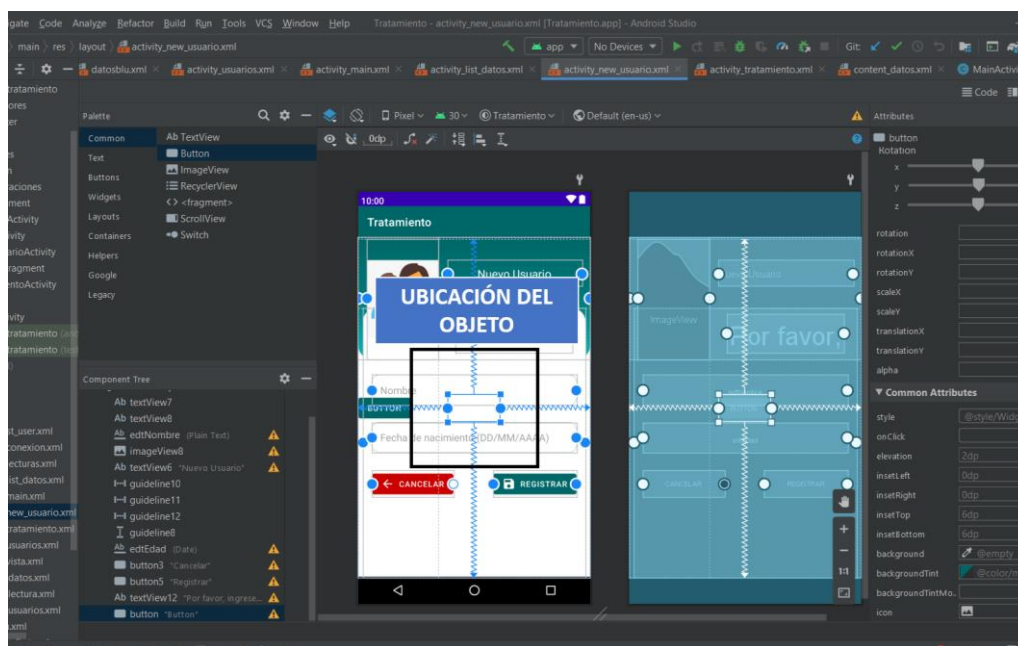 gate Code Analyze Refactor Build Run Tools VCS Window Help Tratamiento - activity_new_usuario.xml [Tratamiento.app] - Android Studio
main res layout activity_new_usuario.xml app No Devices Git:
datosblu.xml activity_usuarios.xml activity_main.xml activity_list_datos.xml activity_new_usuario.xml activity_tratamiento.xml content_datos.xml MainActivi
Code
tratamiento
ores
Palette
Pixel 30 Tratamiento Default (en-us)
Attributes
Common
Text
Buttons
Widgets
Layouts
Containers
Helpers
Google
Legacy
Ab TextView
Button
ImageView
RecyclerView
<fragment>
ScrollView
Switch
0dp
aciones
ment
Activity
ivity
arioActivity
ragment
entoActivity
ivity
tratamiento (and
tratamiento (test
st_user.xml
conexion.xml
ecturas.xml
ist_datos.xml
main.xml
new_usuario.xml
tratamiento.xml
usuarios.xml
vista.xml
datos.xml
lectura.xml
usuarios.xml
Component Tree
Ab textView7
Ab textView8
Ab edtNombre (Plain Text)
imageView8
Ab textView6 "Nuevo Usuario"
guideline10
guideline11
guideline12
guideline8
Ab edtEdad (Date)
button3 "Cancelar"
button5 "Registrar"
Ab textView12 "Por favor, ingrese...
button "Button"
10:00
Tratamiento
Nuevo Usuario
UBICACIÓN DEL
OBJETO
Nombre
BUTTON
Fecha de nacimiento (DD/MM/AAAA)
CANCELAR
REGISTRAR
ImageView
Por favor,
CANCELAR
REGISTRAR
1:1
button
Rotation
x
y
z
rotation
rotationX
rotationY
scaleX
scaleY
translationX
translationY
alpha
Common Attributes
style @style/Widg
onClick
elevation 2dp
insetLeft 0dp
insetRight 0dp
insetTop 6dp
insetBottom 6dp
background @empty
backgroundTint @color/m
backgroundTintMo..
icon